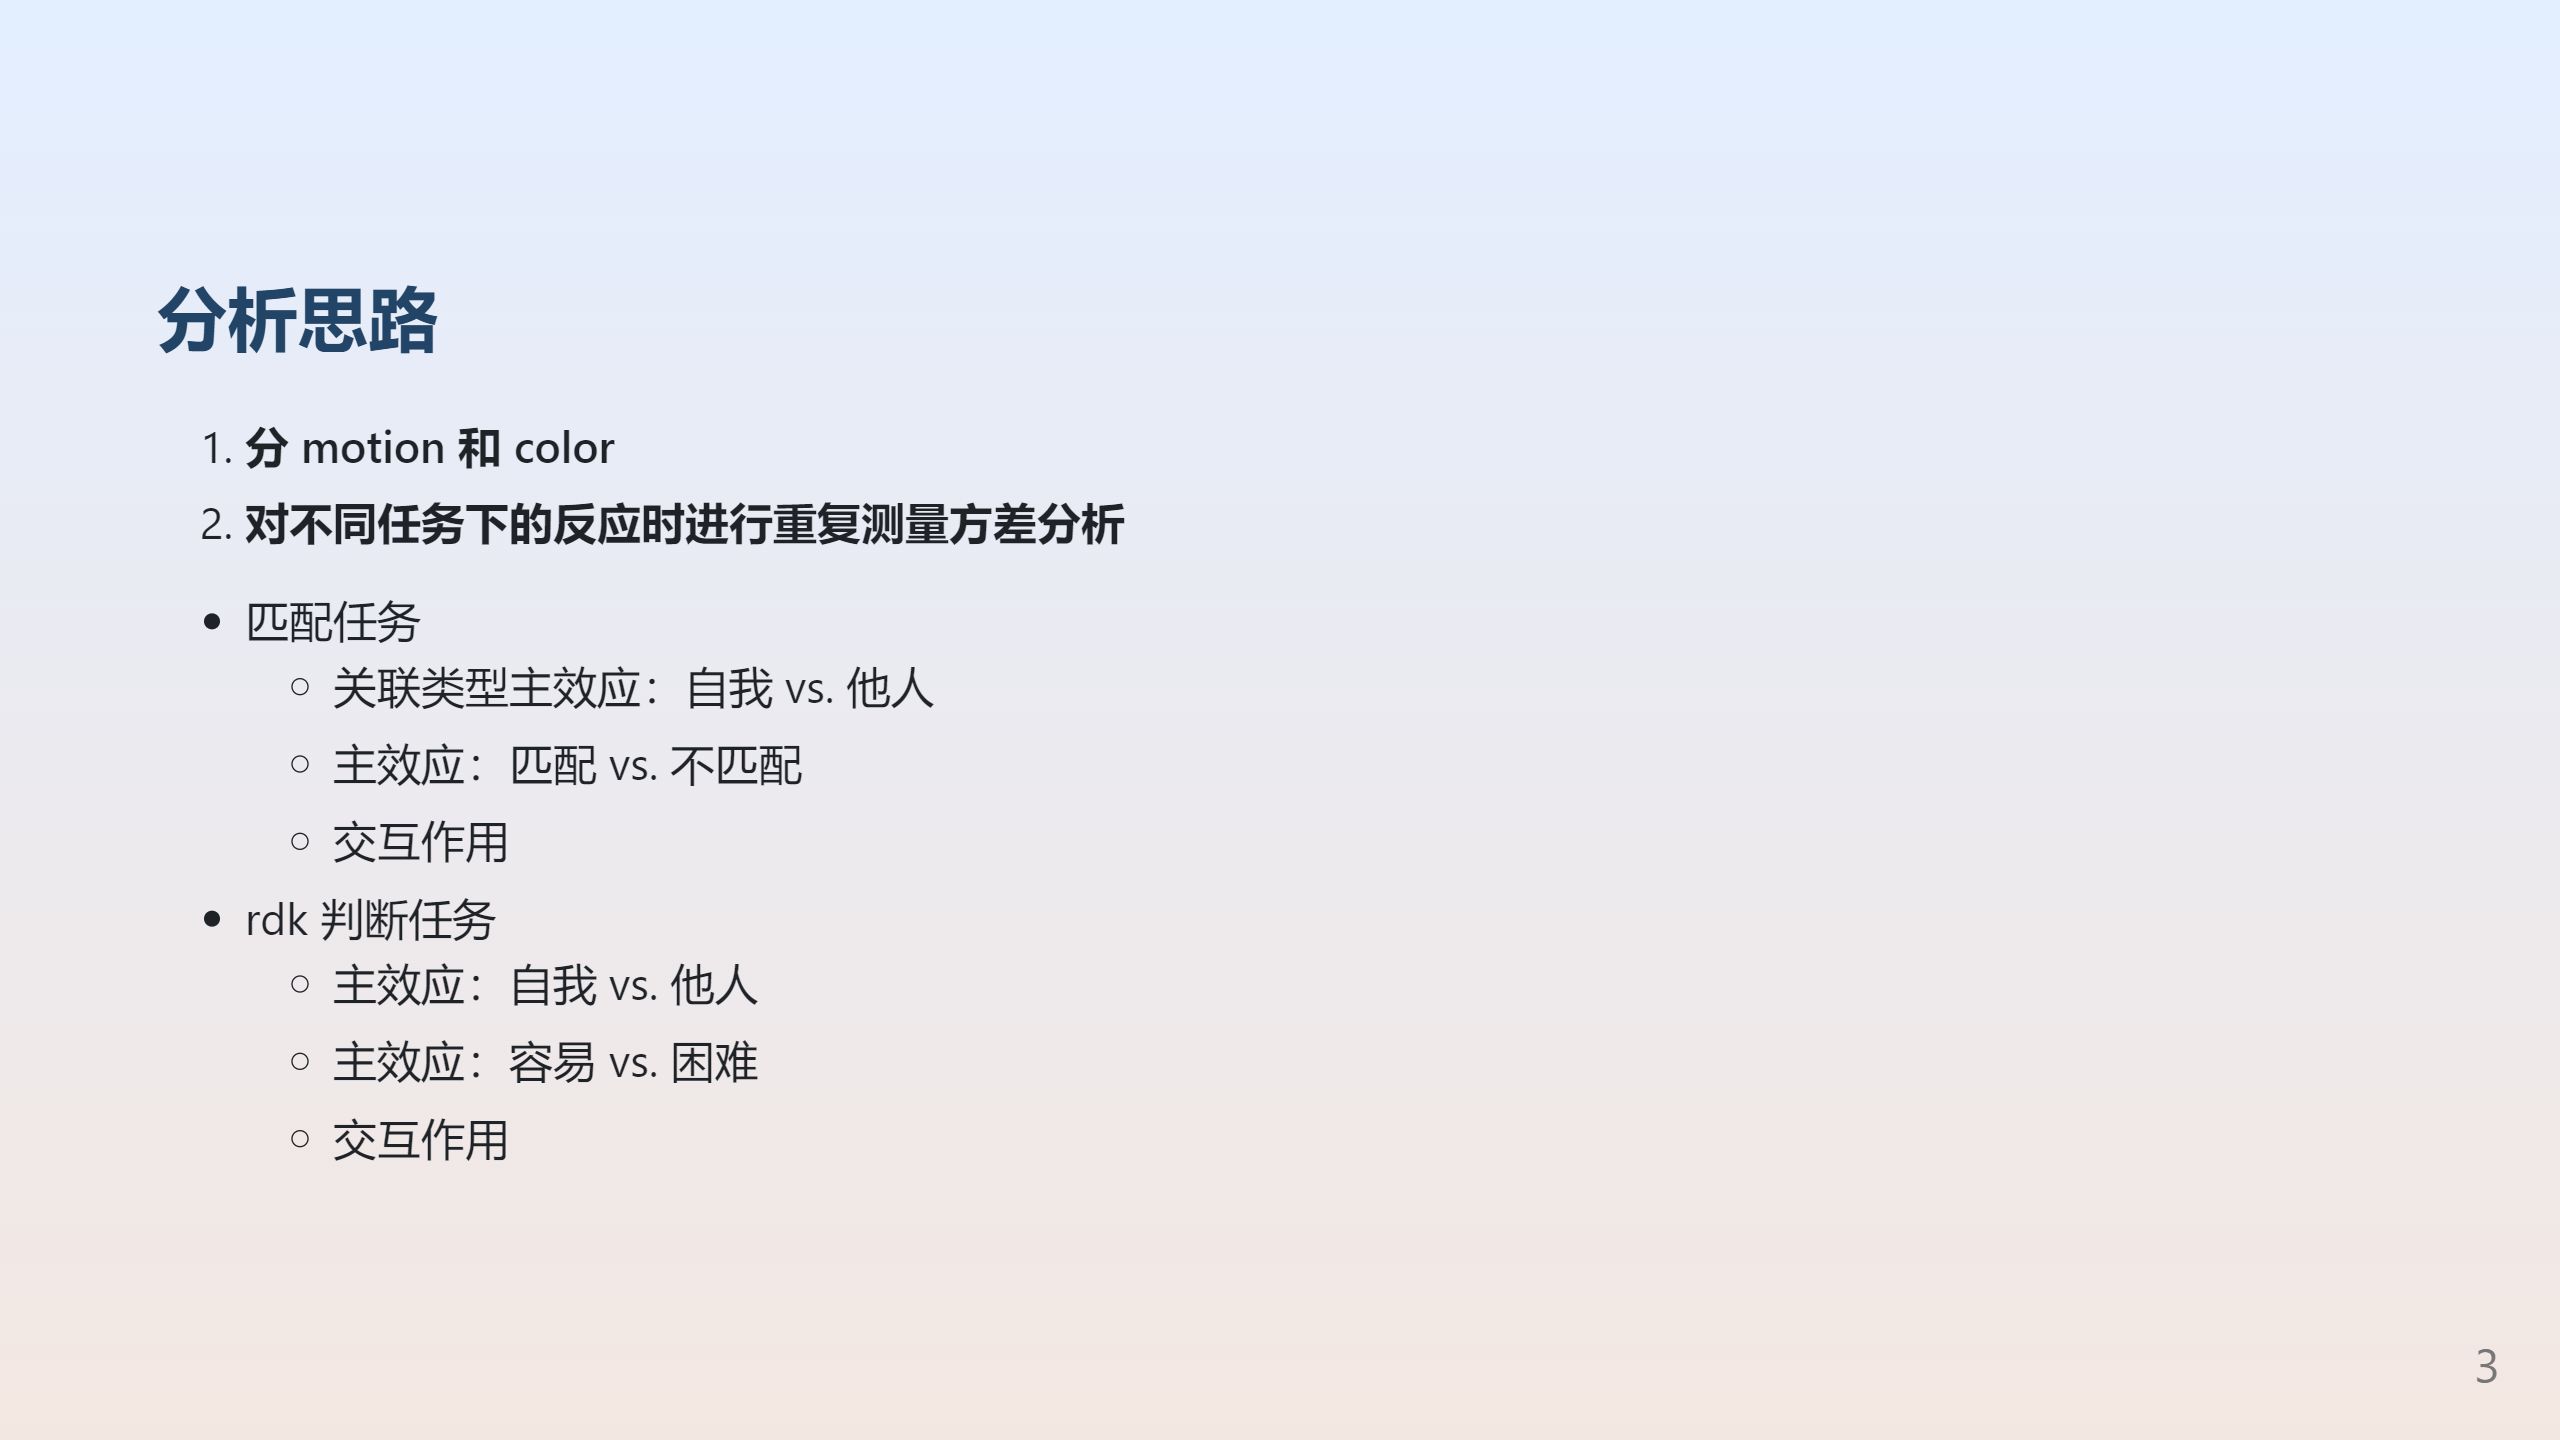 分析思路
1. 分 motion 和 color
2. 对不同任务下的反应时进行重复测量方差分析
• 匹配任务
○ 关联类型主效应：自我 vs. 他人
○ 主效应：匹配 vs. 不匹配
○ 交互作用
• rdk 判断任务
○ 主效应：自我 vs. 他人
○ 主效应：容易 vs. 困难
○ 交互作用
3